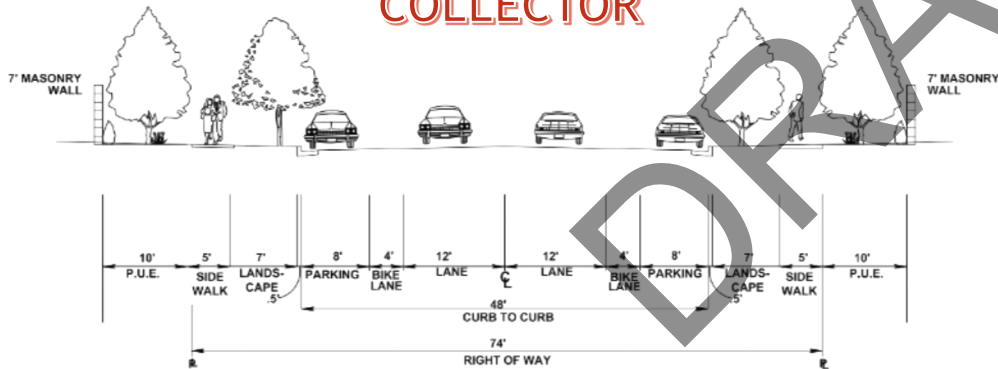 COLLECTOR
7' MASONRY
WALL
7' MASONRY
WALL
DRA
10' 5' 7' 8' 4' 12' 12' 4' 8' 7' 5' 10'
P.U.E. SIDE
WALK LANDS-
CAPE PARKING BIKE
LANE LANE C
L LANE BIKE
LANE PARKING LANDS-
CAPE SIDE
WALK P.U.E.
.5' .5'
48'
CURB TO CURB
74'
RIGHT OF WAY